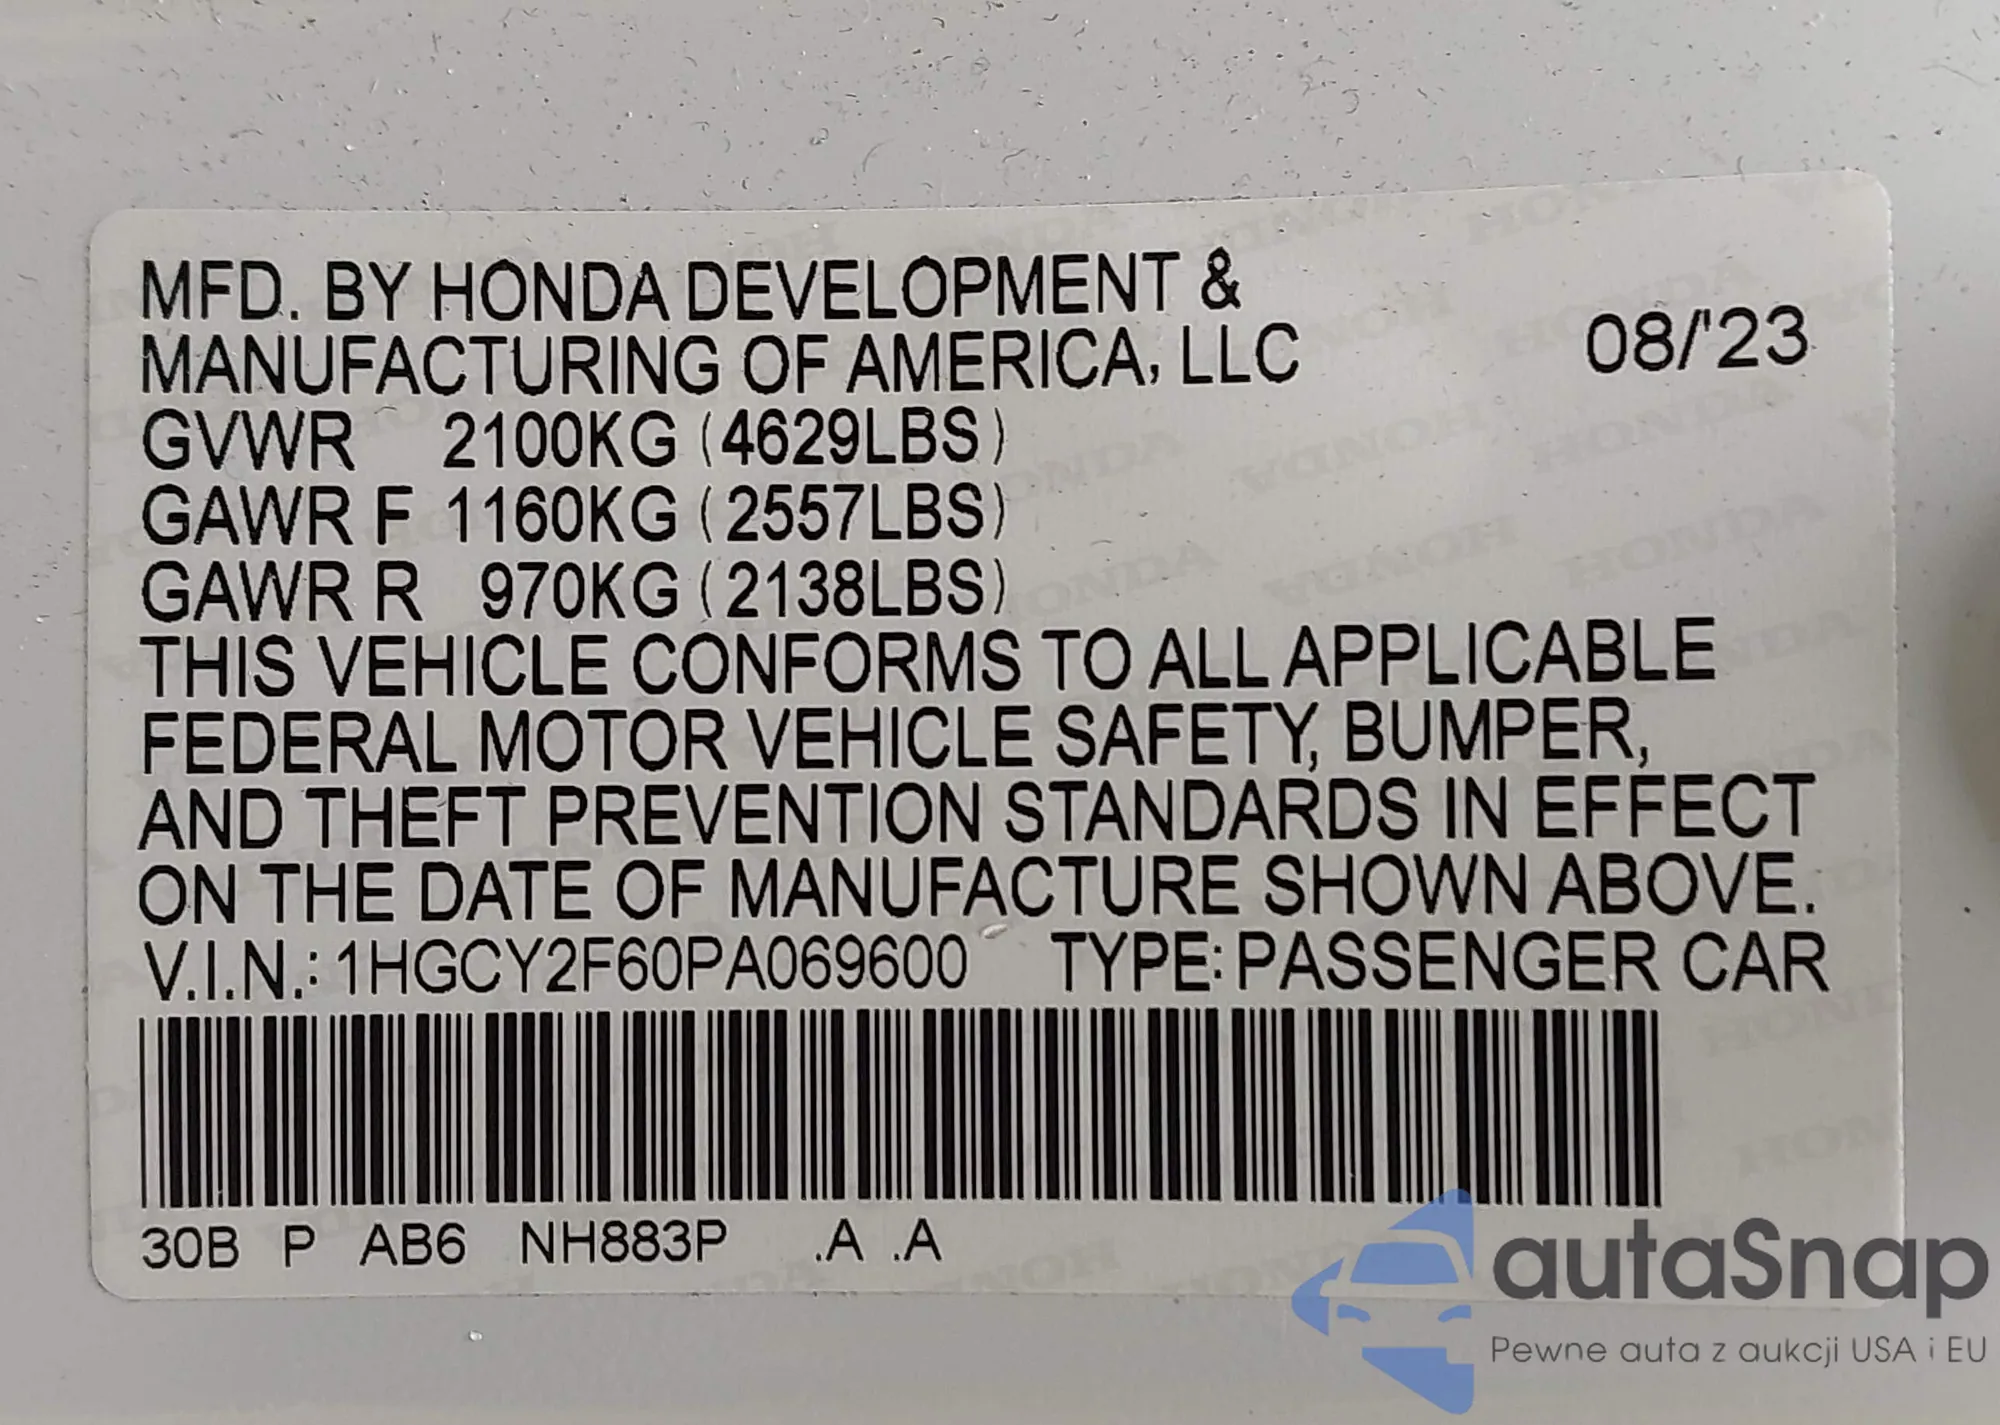 MFD. BY HONDA DEVELOPMENT &
MANUFACTURING OF AMERICA, LLC 08/'23
GVWR 2100KG (4629LBS)
GAWR F 1160KG (2557LBS)
GAWR R 970KG (2138LBS)
THIS VEHICLE CONFORMS TO ALL APPLICABLE
FEDERAL MOTOR VEHICLE SAFETY, BUMPER,
AND THEFT PREVENTION STANDARDS IN EFFECT
ON THE DATE OF MANUFACTURE SHOWN ABOVE.
V.I.N.: 1HGCY2F60PA069600 TYPE: PASSENGER CAR
30B P AB6 NH883P .A .A
autaSnap
Pewne auta z aukcji USA i EU